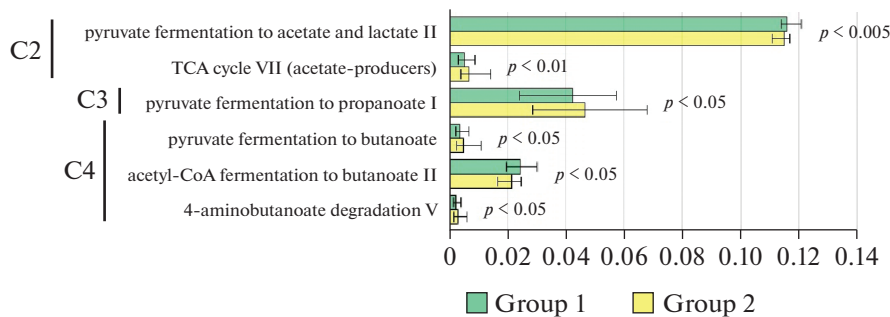 C2
pyruvate fermentation to acetate and lactate II
p < 0.005
TCA cycle VII (acetate-producers)
p < 0.01
C3
pyruvate fermentation to propanoate I
p < 0.05
C4
pyruvate fermentation to butanoate
p < 0.05
acetyl-CoA fermentation to butanoate II
p < 0.05
4-aminobutanoate degradation V
p < 0.05
0 0.02 0.04 0.06 0.08 0.10 0.12 0.14
Group 1 Group 2